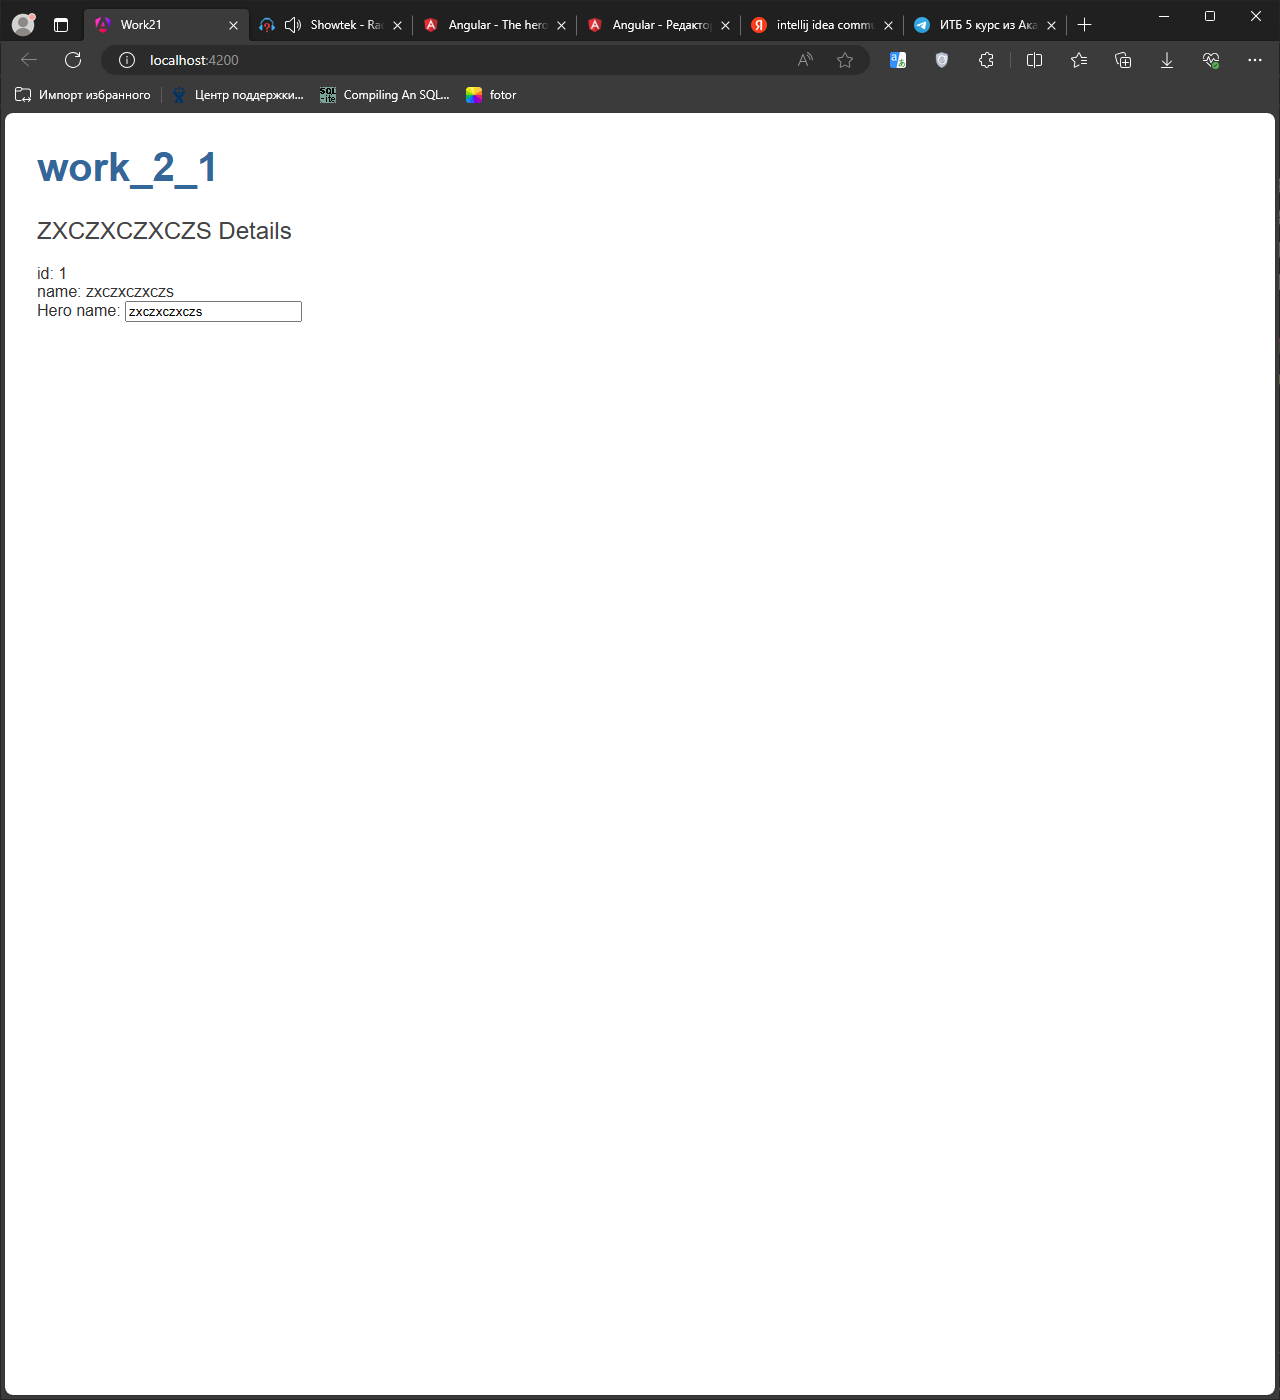 Work21
Showtek - Ra
Angular - The hero
Angular - Редактор
intellij idea commu
ИТБ 5 курс из Ака
localhost:4200
Импорт избранного
Центр поддержки...
Compiling An SQL...
fotor
work_2_1
ZXCZXCZXCZS Details
id: 1
name: zxczxczxczs
Hero name: zxczxczxczs